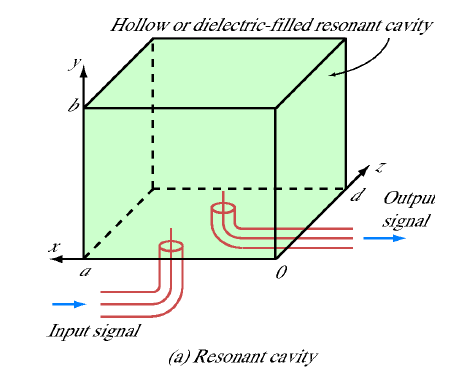 Hollow or dielectric-filled resonant cavity
y
b
z
d
Output
signal
x
a
0
Input signal
(a) Resonant cavity